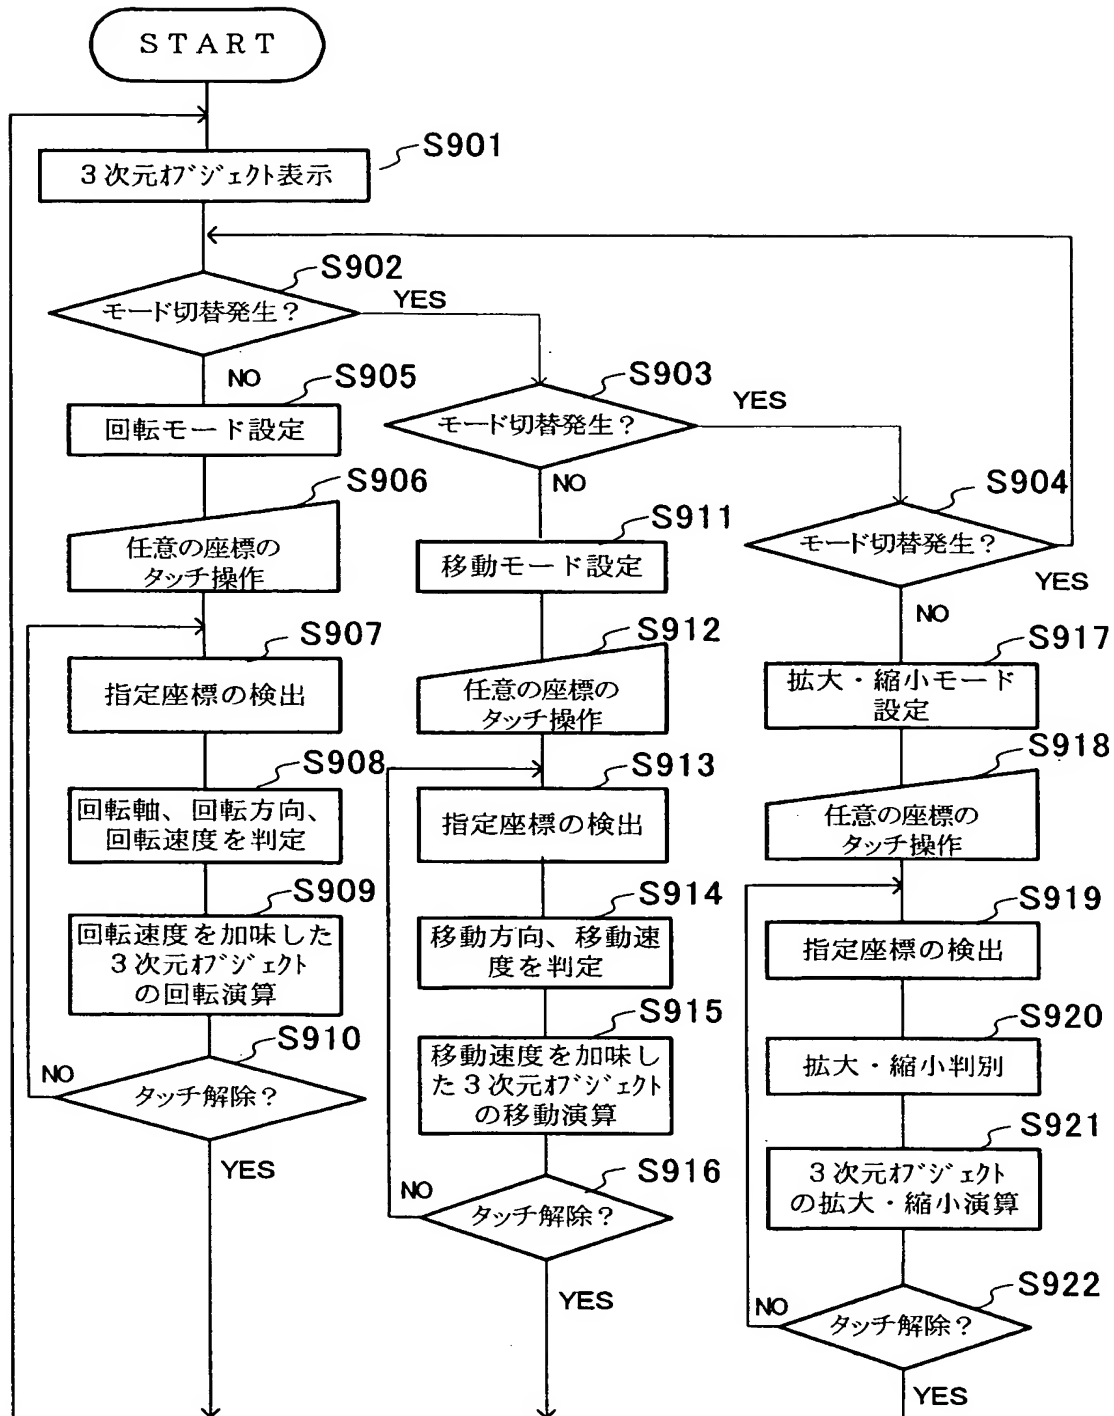 START
S901
3次元オブジェクト表示
S902
モード切替発生?
YES
NO
S905
回転モード設定
S906
任意の座標の
タッチ操作
S907
指定座標の検出
S908
回転軸、回転方向、
回転速度を判定
S909
回転速度を加味した
3次元オブジェクト
の回転演算
S910
タッチ解除?
NO
YES
S903
モード切替発生?
YES
NO
S911
移動モード設定
S912
任意の座標の
タッチ操作
S913
指定座標の検出
S914
移動方向、移動速
度を判定
S915
移動速度を加味し
た3次元オブジェクト
の移動演算
S916
タッチ解除?
NO
YES
S904
モード切替発生?
YES
NO
S917
拡大・縮小モード
設定
S918
任意の座標の
タッチ操作
S919
指定座標の検出
S920
拡大・縮小判別
S921
3次元オブジェクト
の拡大・縮小演算
S922
タッチ解除?
NO
YES